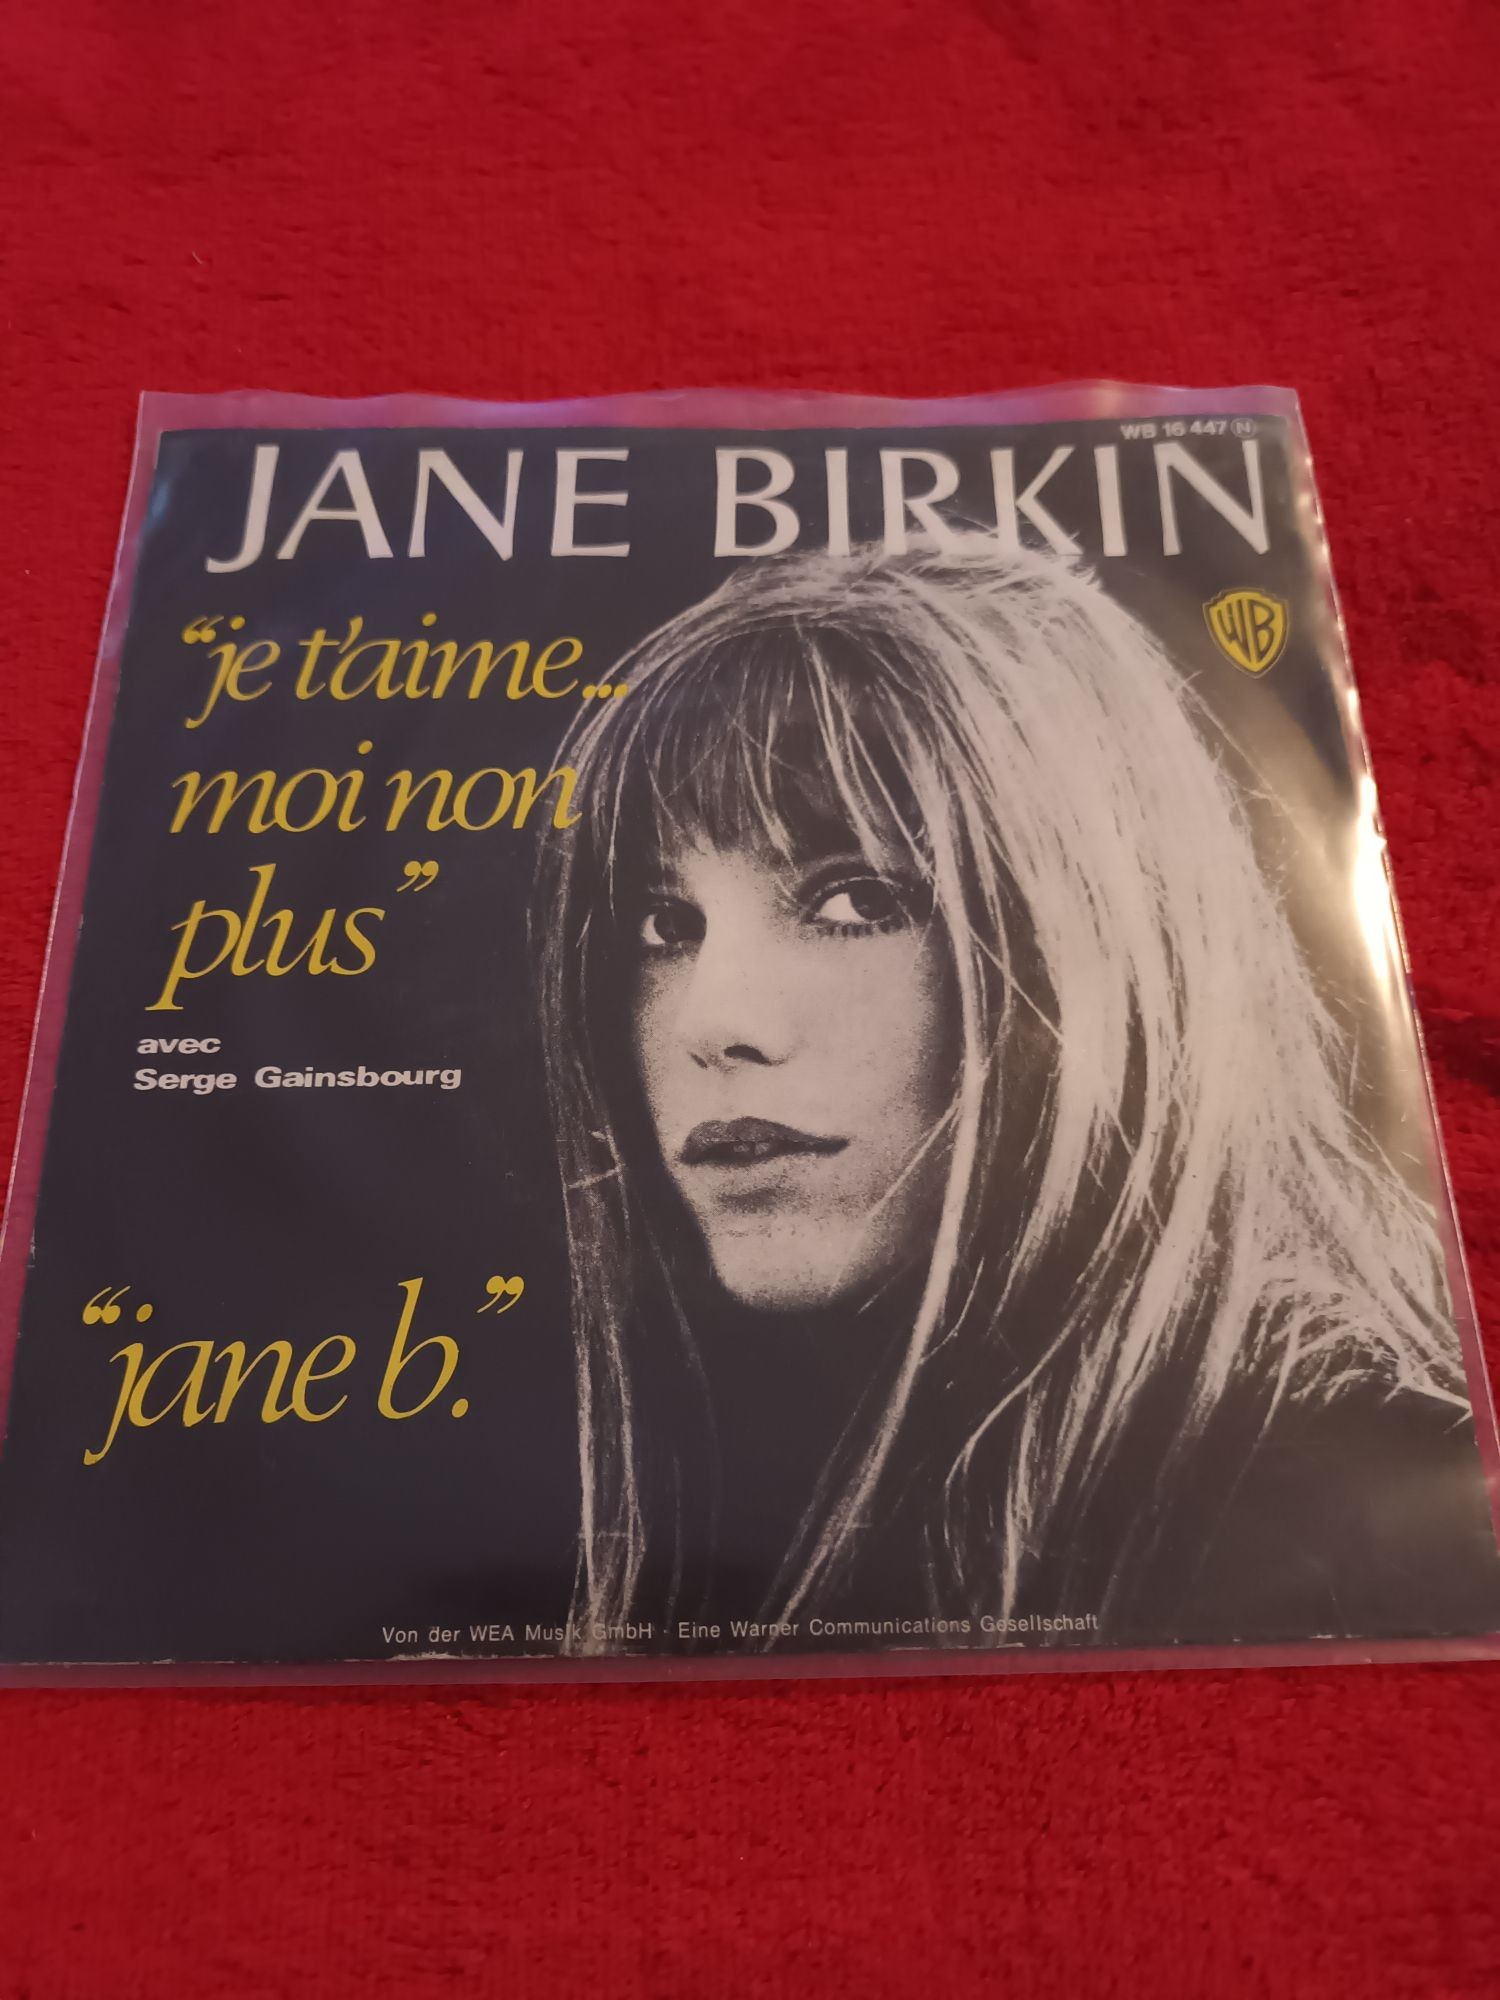 WB 16 447 N
JANE BIRKIN
WB
“je t'aime...
moi non
plus”
avec
Serge Gainsbourg
“jane b.”
Von der WEA Musik GmbH · Eine Warner Communications Gesellschaft